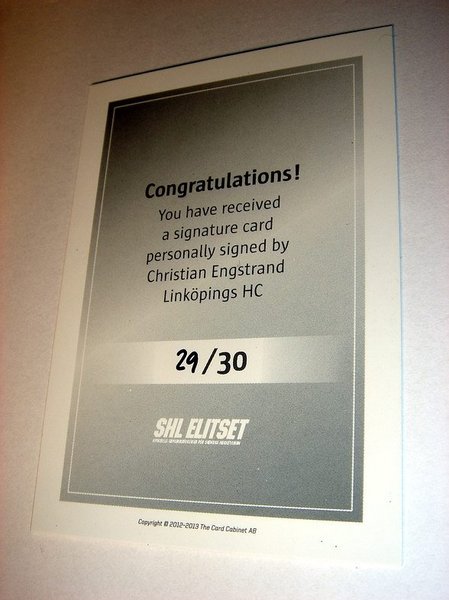 Congratulations!
You have received
a signature card
personally signed by
Christian Engstrand
Linköpings HC
29/30
SHL ELITSET
Copyright © 2012-2013 The Card Cabinet AB